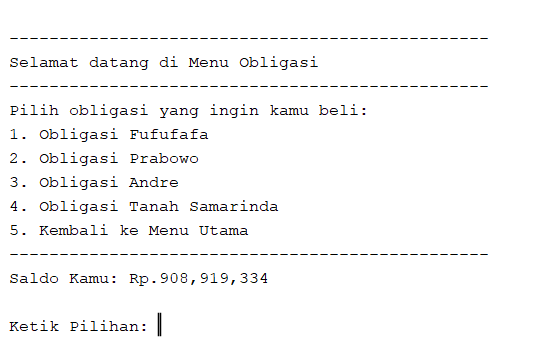 ------------------------------------------------
Selamat datang di Menu Obligasi
------------------------------------------------
Pilih obligasi yang ingin kamu beli:
1. Obligasi Fufufafa
2. Obligasi Prabowo
3. Obligasi Andre
4. Obligasi Tanah Samarinda
5. Kembali ke Menu Utama
------------------------------------------------
Saldo Kamu: Rp.908,919,334
Ketik Pilihan: